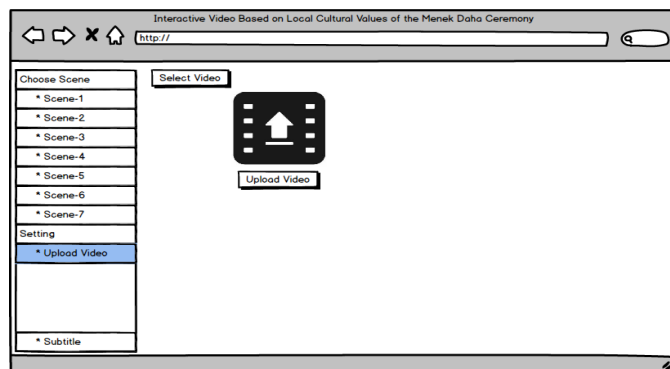 Interactive Video Based on Local Cultural Values of the Menek Daha Ceremony
http://
Choose Scene
* Scene-1
* Scene-2
* Scene-3
* Scene-4
* Scene-5
* Scene-6
* Scene-7
Setting
* Upload Video
* Subtitle
Select Video
Upload Video